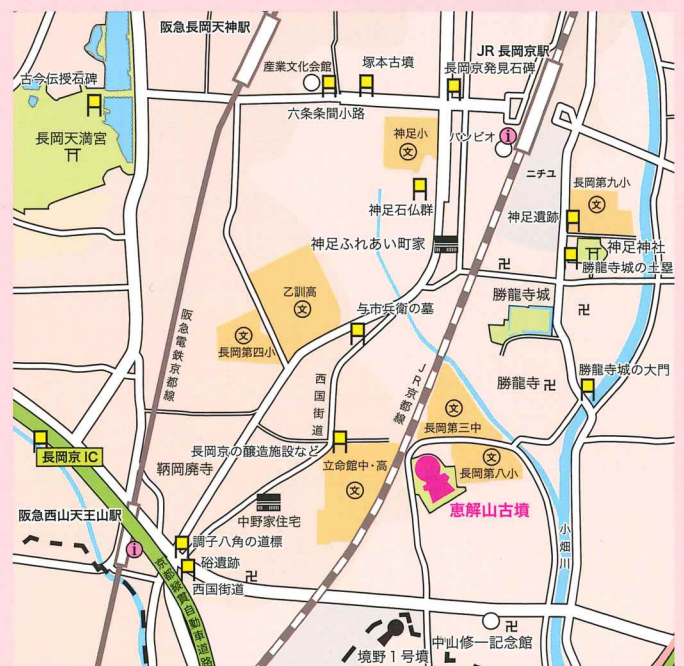 阪急長岡天神駅
JR 長岡京駅
産業文化会館
塚本古墳
長岡京発見石碑
古今伝授石碑
六条条間小路
神足小
文
バンビオ
i
長岡天満宮
ニチユ
長岡第九小
文
神足石仏群
神足遺跡
神足ふれあい町家
神足神社
勝龍寺城の土塁
乙訓高
文
与市兵衛の墓
勝龍寺城
阪急電鉄京都線
文
長岡第四小
西国街道
JR京都線
勝龍寺
勝龍寺城の大門
文
長岡第三中
長岡京の醸造施設など
長岡京 IC
鞆岡廃寺
立命館中・高
文
文
長岡第八小
恵解山古墳
中野家住宅
阪急西山天王山駅
i
調子八角の道標
硲遺跡
西国街道
小畑川
京都縦貫自動車道路
境野1号墳
中山修一記念館